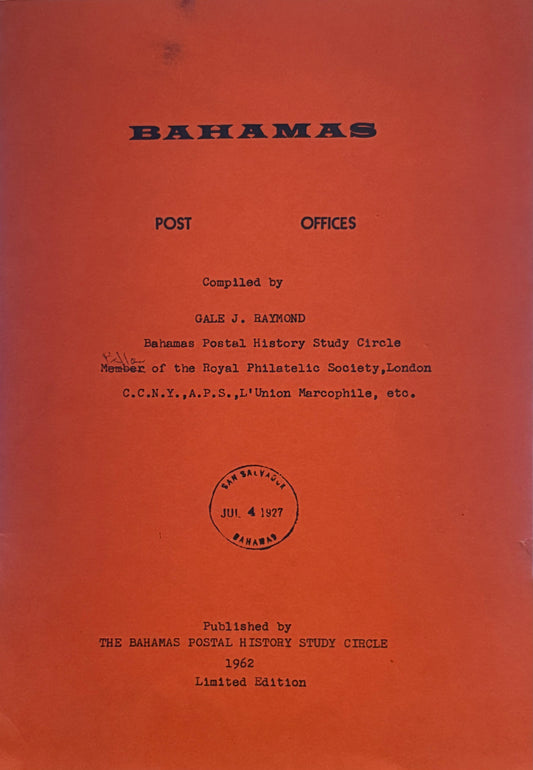 BAHAMAS
POST OFFICES
Compiled by
GALE J. RAYMOND
Bahamas Postal History Study Circle
Fellow
Member of the Royal Philatelic Society,London
C.C.N.Y.,A.P.S.,L'Union Marcophile, etc.
SAN SALVADOR
JUL 4 1927
BAHAMAS
Published by
THE BAHAMAS POSTAL HISTORY STUDY CIRCLE
1962
Limited Edition